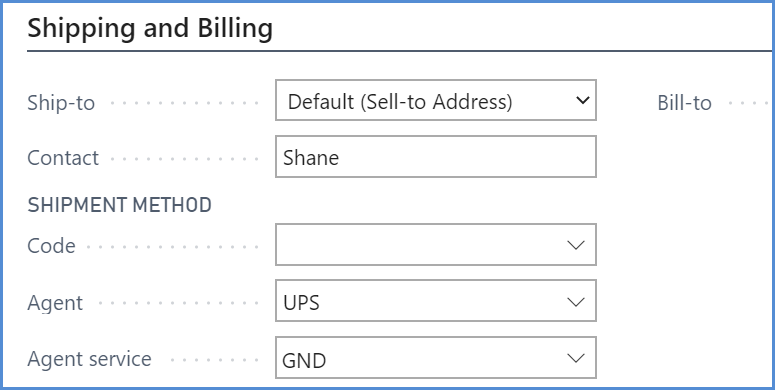 Shipping and Billing
Ship-to Default (Sell-to Address) Bill-to
Contact Shane
SHIPMENT METHOD
Code
Agent UPS
Agent service GND